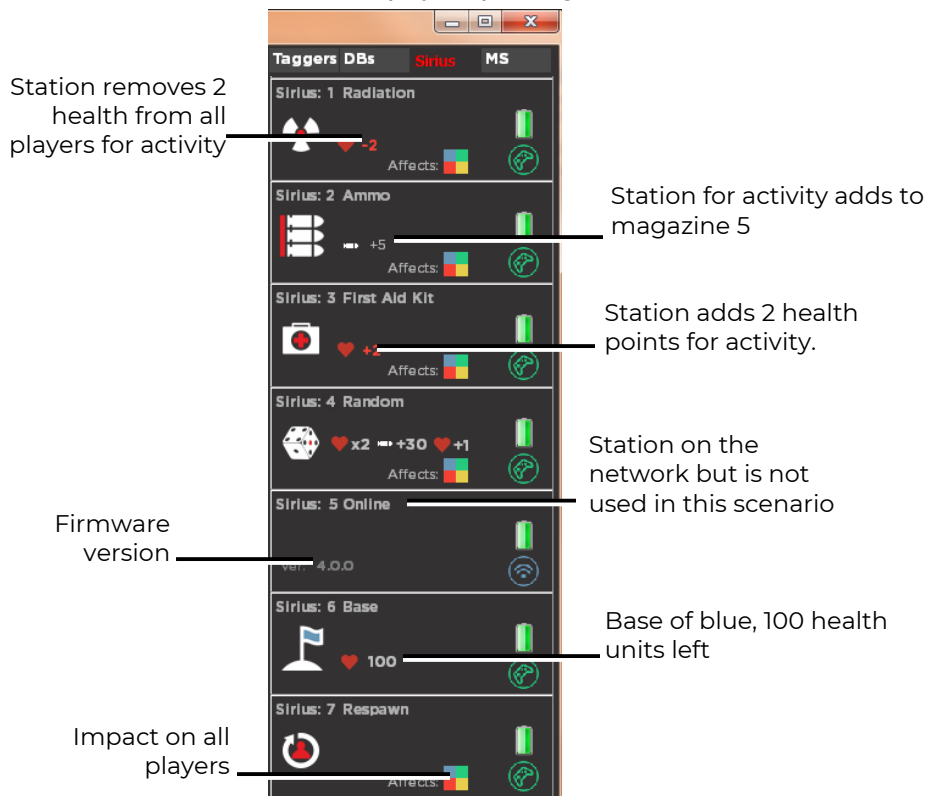 Taggers DBs Sirius MS
Station removes 2
health from all
players for activity
Sirius: 1 Radiation
-2
Affects:
Sirius: 2 Ammo
+5
Affects:
Station for activity adds to
magazine 5
Sirius: 3 First Aid Kit
+2
Affects:
Station adds 2 health
points for activity.
Sirius: 4 Random
x2 +30 +1
Affects:
Station on the
network but is not
used in this scenario
Sirius: 5 Online
ver. 4.0.0
Firmware
version
Sirius: 6 Base
100
Base of blue, 100 health
units left
Sirius: 7 Respawn
Affects:
Impact on all
players